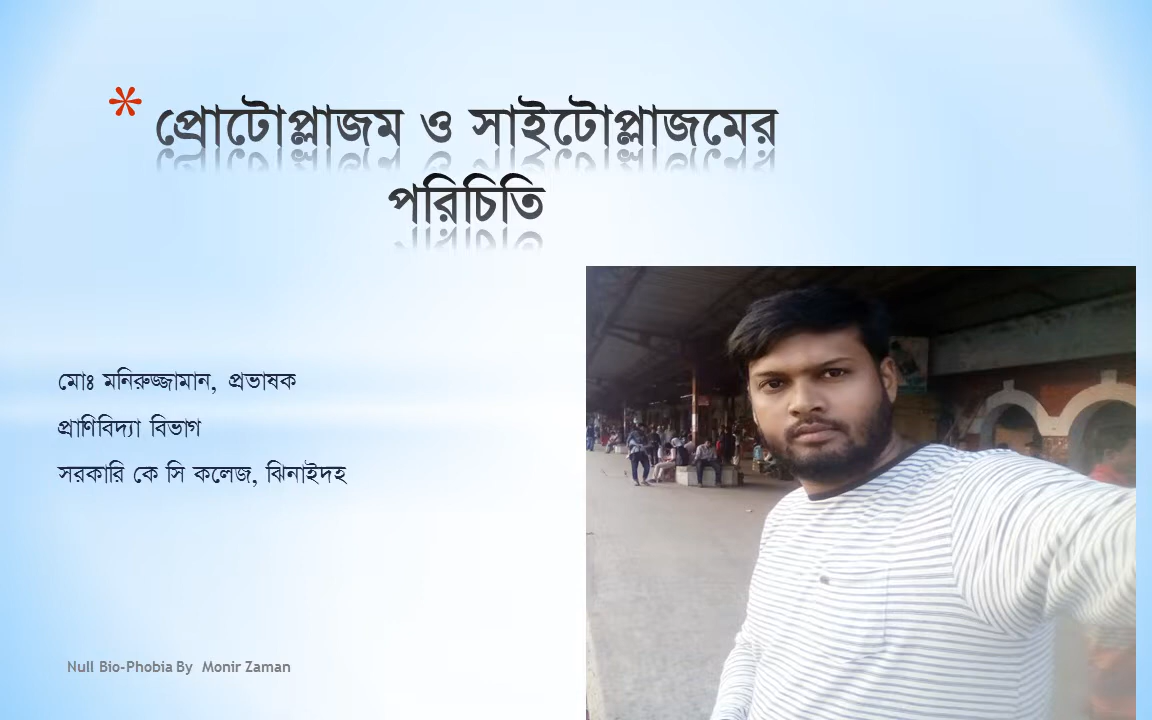 * প্রোটোপ্লাজম ও সাইটোপ্লাজমের
পরিচিতি
মোঃ মনিরুজ্জামান, প্রভাষক
প্রাণিবিদ্যা বিভাগ
সরকারি কে সি কলেজ, ঝিনাইদহ
Null Bio-Phobia By Monir Zaman